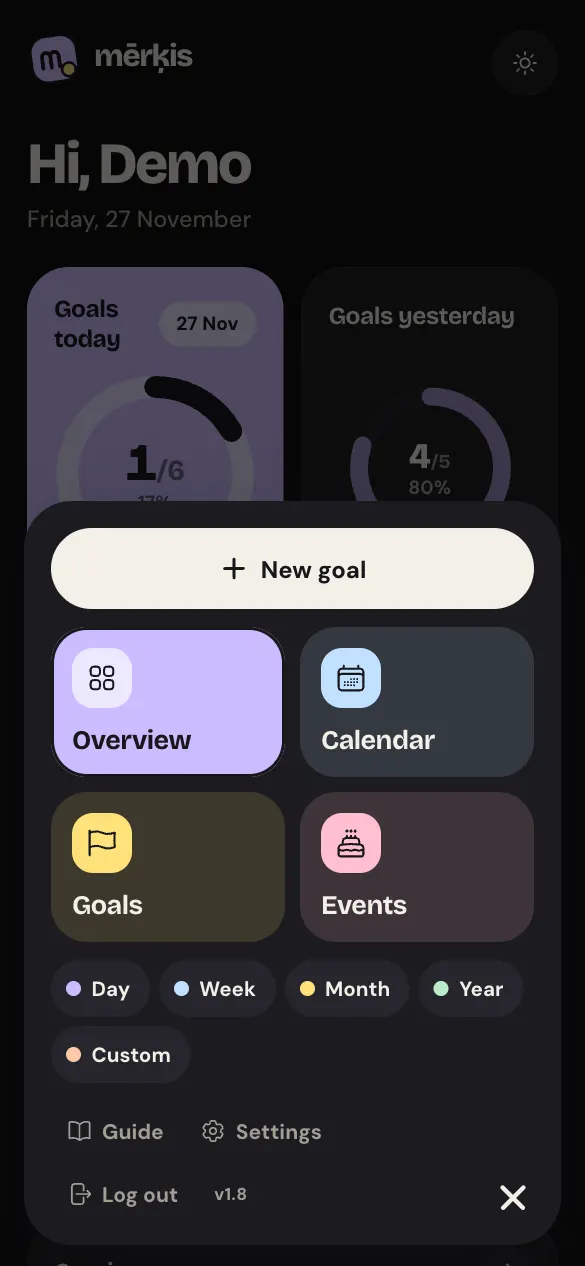 mērķis
Hi, Demo
Friday, 27 November
Goals today
27 Nov
Goals yesterday
1/6
17%
4/5
80%
+ New goal
Overview
Calendar
Goals
Events
Day
Week
Month
Year
Custom
Guide
Settings
Log out
v1.8